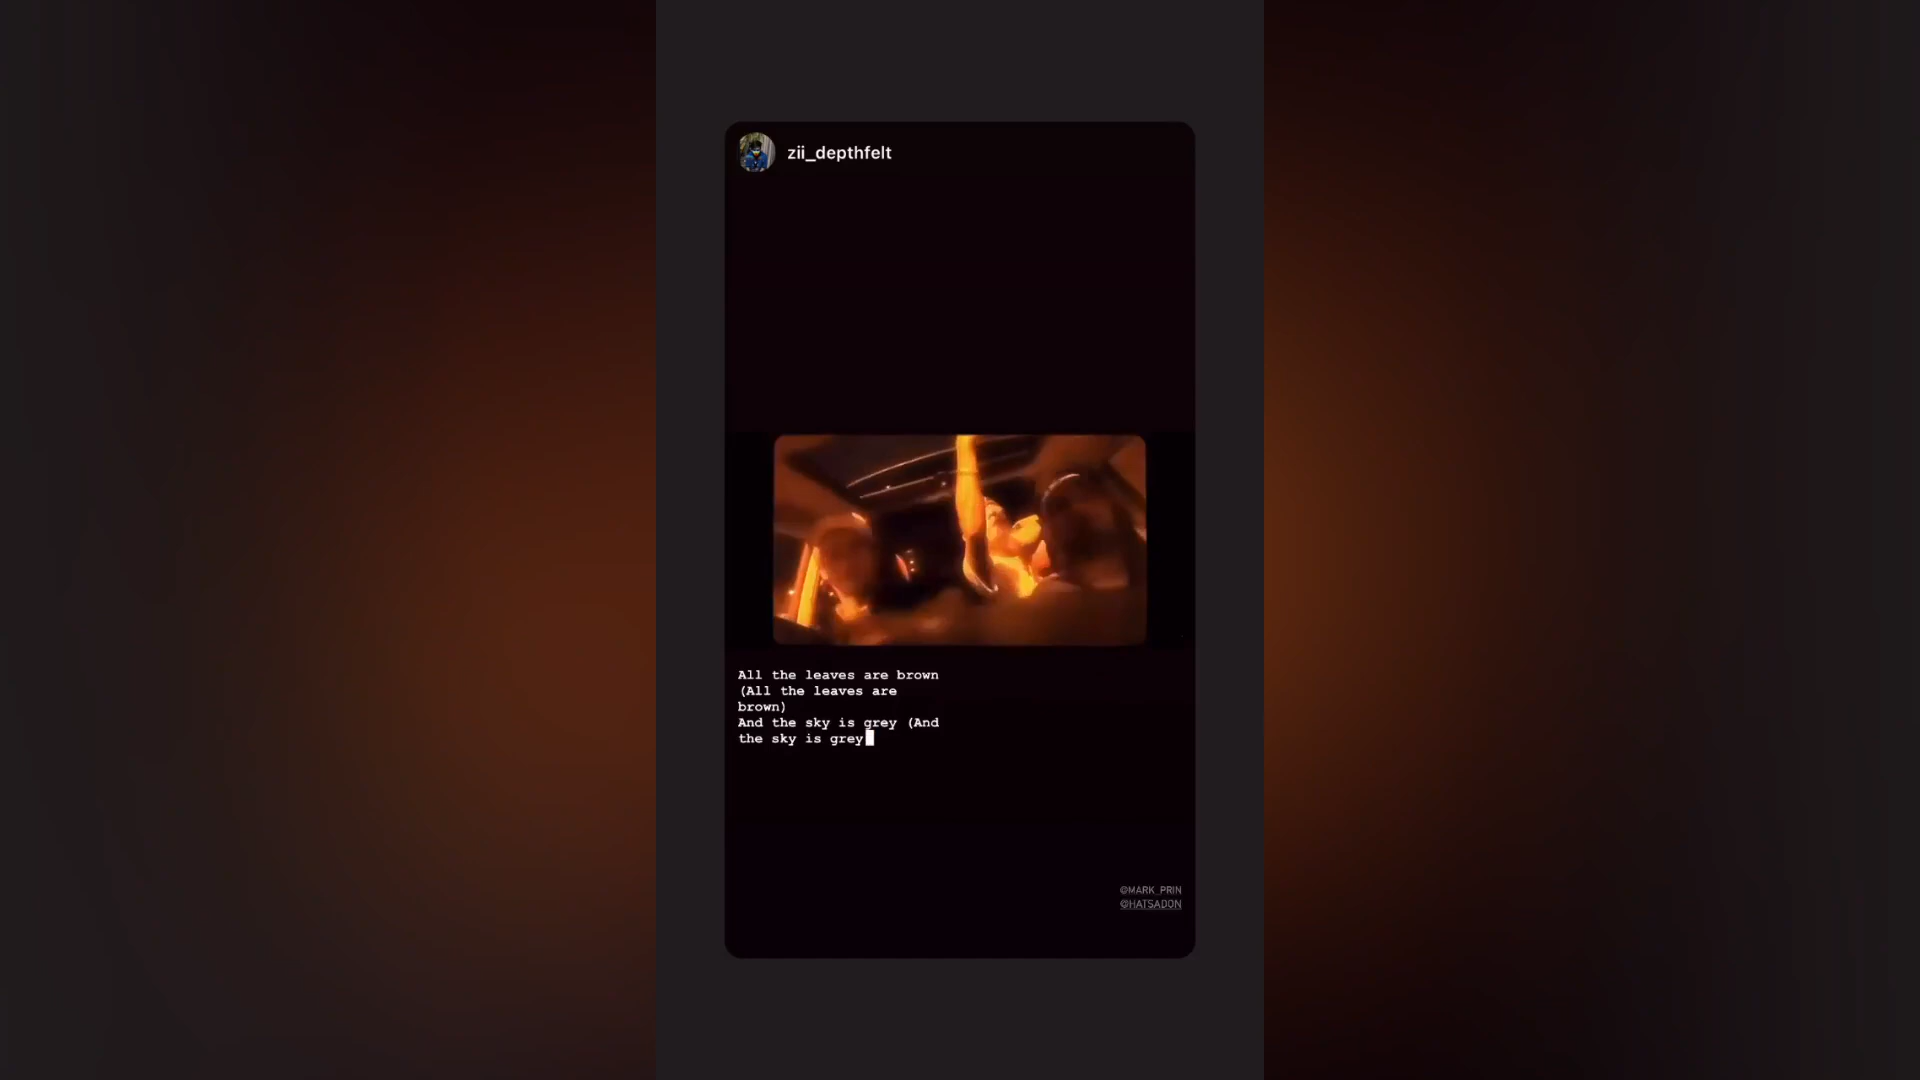 zii_depthfelt
All the leaves are brown
(All the leaves are
brown)
And the sky is grey (And
the sky is grey
@MARK_PRIN
@HATSADON